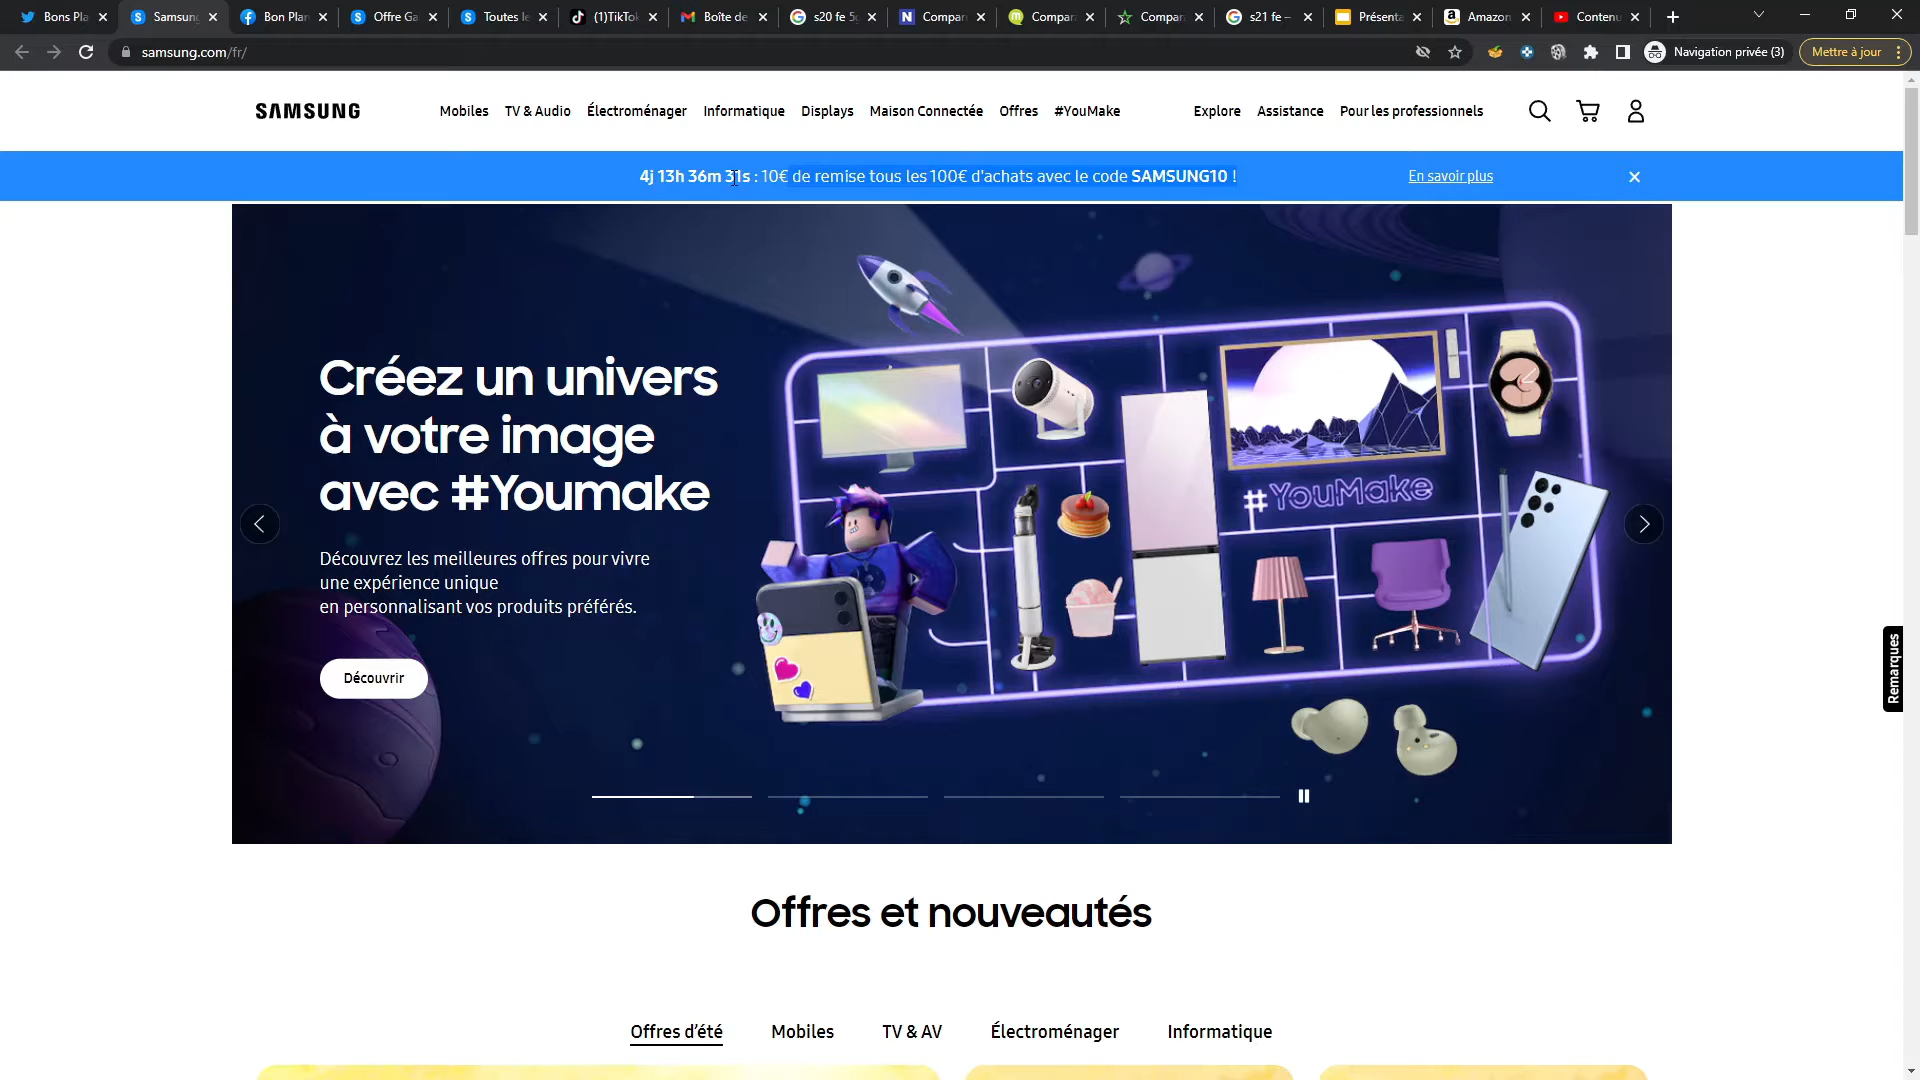 Bons Pla
Samsung
Bon Plan
Offre Ga
Toutes le
(1)TikTok
Boîte de
s20 fe 5g
Compara
Compara
Compara
s21 fe –
Présenta
Amazon
Contenu
samsung.com/fr/
Navigation privée (3)
Mettre à jour
SAMSUNG
Mobiles
TV & Audio
Électroménager
Informatique
Displays
Maison Connectée
Offres
#YouMake
Explore
Assistance
Pour les professionnels
4j 13h 36m 31s : 10€ de remise tous les 100€ d'achats avec le code SAMSUNG10 !
En savoir plus
Créez un univers
à votre image
avec #Youmake
#YouMake
Découvrez les meilleures offres pour vivre
une expérience unique
en personnalisant vos produits préférés.
Découvrir
Remarques
Offres et nouveautés
Offres d’été
Mobiles
TV & AV
Électroménager
Informatique